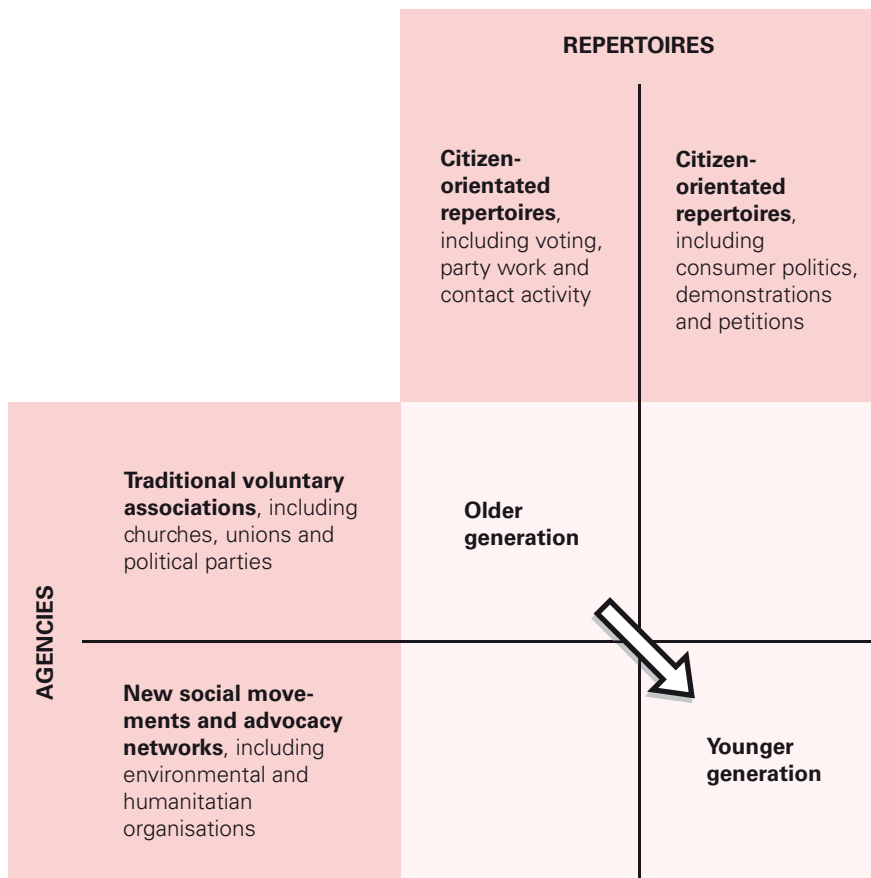 REPERTOIRES
Citizen-
orientated
repertoires,
including voting,
party work and
contact activity
Citizen-
orientated
repertoires,
including
consumer politics,
demonstrations
and petitions
AGENCIES
Traditional voluntary
associations, including
churches, unions and
political parties
Older
generation
New social move-
ments and advocacy
networks, including
environmental and
humanitatian
organisations
Younger
generation